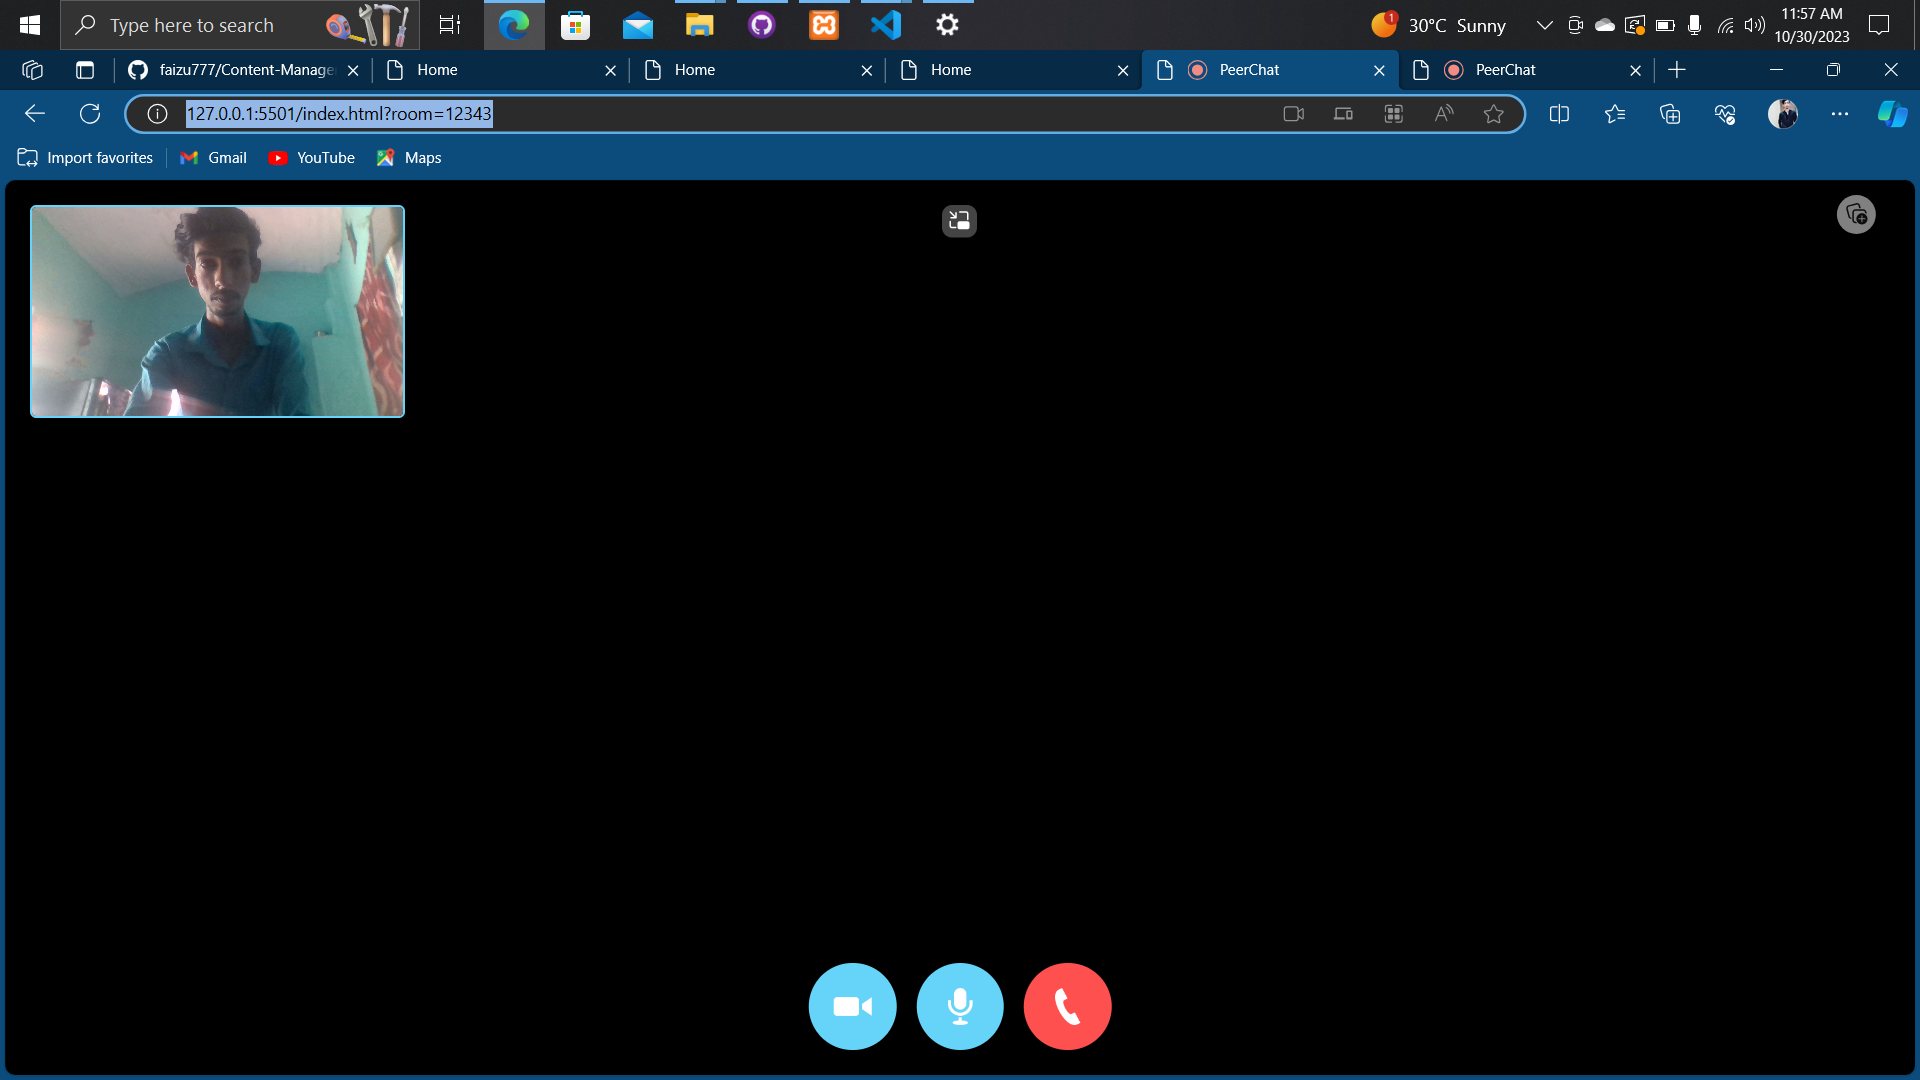 Type here to search
1
30°C Sunny
11:57 AM
10/30/2023
faizu777/Content-Manage
Home
Home
Home
PeerChat
PeerChat
127.0.0.1:5501/index.html?room=12343
Import favorites
Gmail
YouTube
Maps